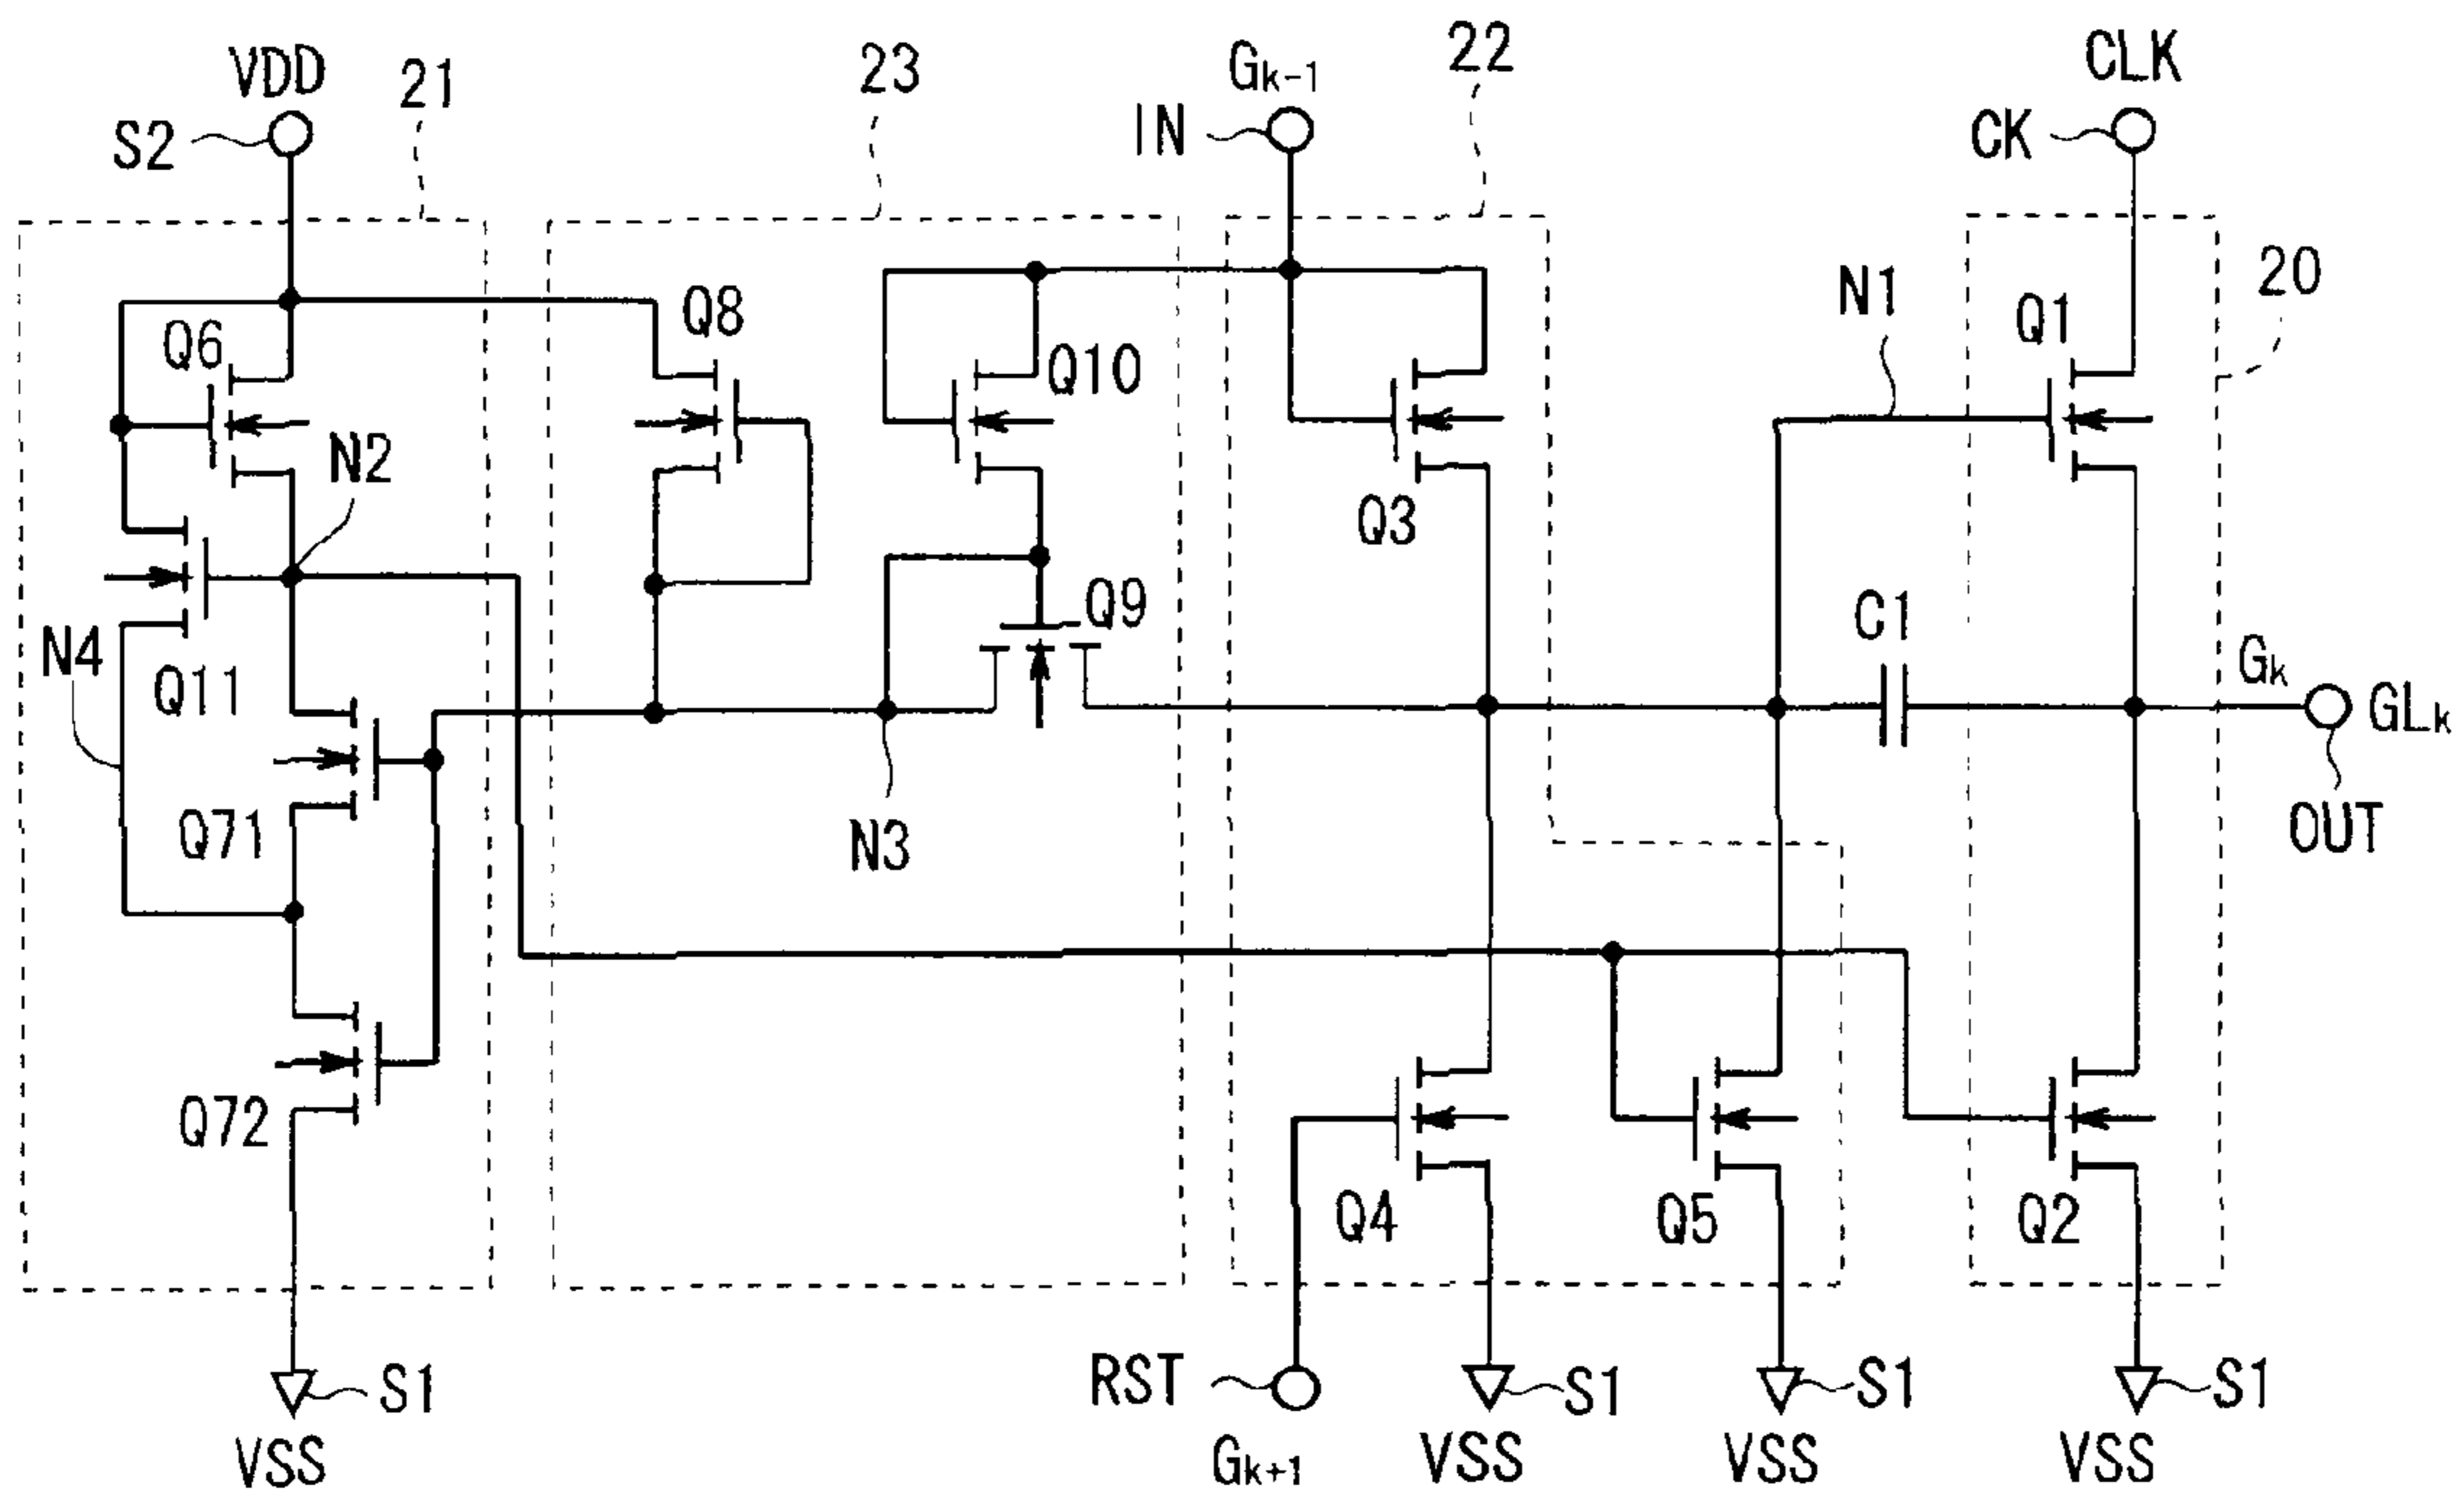 VDD
21
23
Gk-1
22
CLK
S2
IN
CK
N1
Q1
20
Q6
Q8
Q10
N2
Q3
N4
Q11
Q9
C1
Gk
GLk
Q71
N3
OUT
Q72
Q4
Q5
Q2
S1
RST
S1
S1
S1
VSS
Gk+1
VSS
VSS
VSS